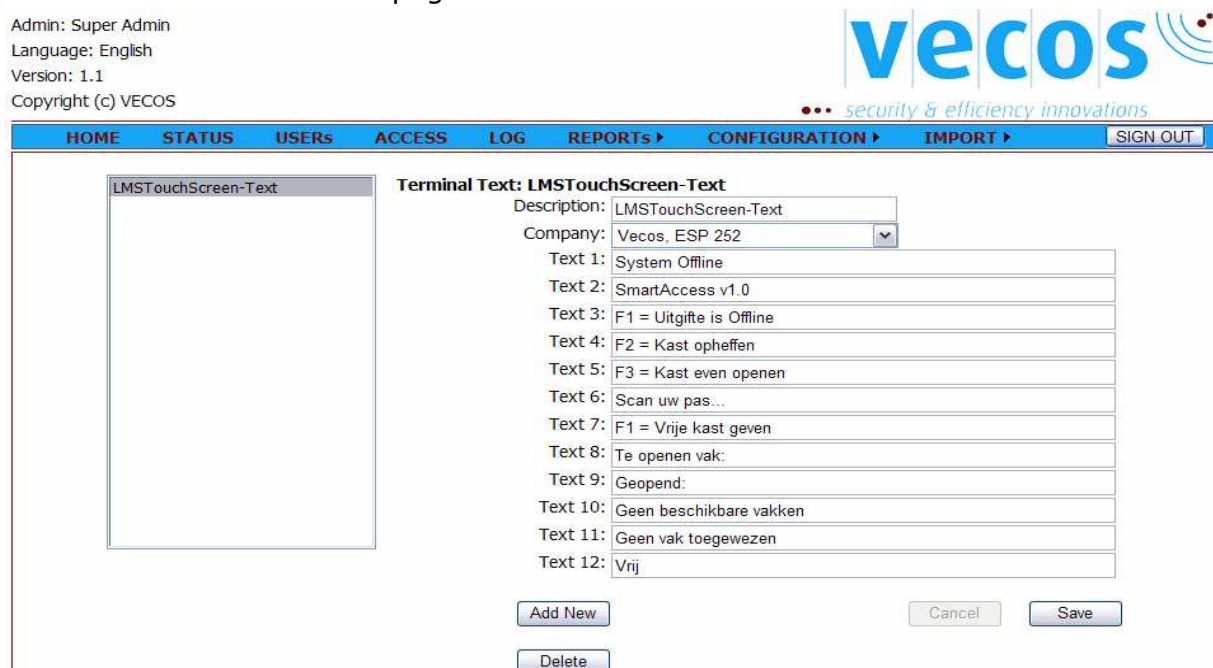 Admin: Super Admin
Language: English
Version: 1.1
Copyright (c) VECOS
vecos
security & efficiency innovations
HOME STATUS USERs ACCESS LOG REPORTs CONFIGURATION IMPORT SIGN OUT
LMSTouchScreen-Text
Terminal Text: LMSTouchScreen-Text
Description: LMSTouchScreen-Text
Company: Vecos, ESP 252
Text 1: System Offline
Text 2: SmartAccess v1.0
Text 3: F1 = Uitgifte is Offline
Text 4: F2 = Kast opheffen
Text 5: F3 = Kast even openen
Text 6: Scan uw pas...
Text 7: F1 = Vrije kast geven
Text 8: Te openen vak:
Text 9: Geopend:
Text 10: Geen beschikbare vakken
Text 11: Geen vak toegewezen
Text 12: Vrij
Add New Cancel Save
Delete